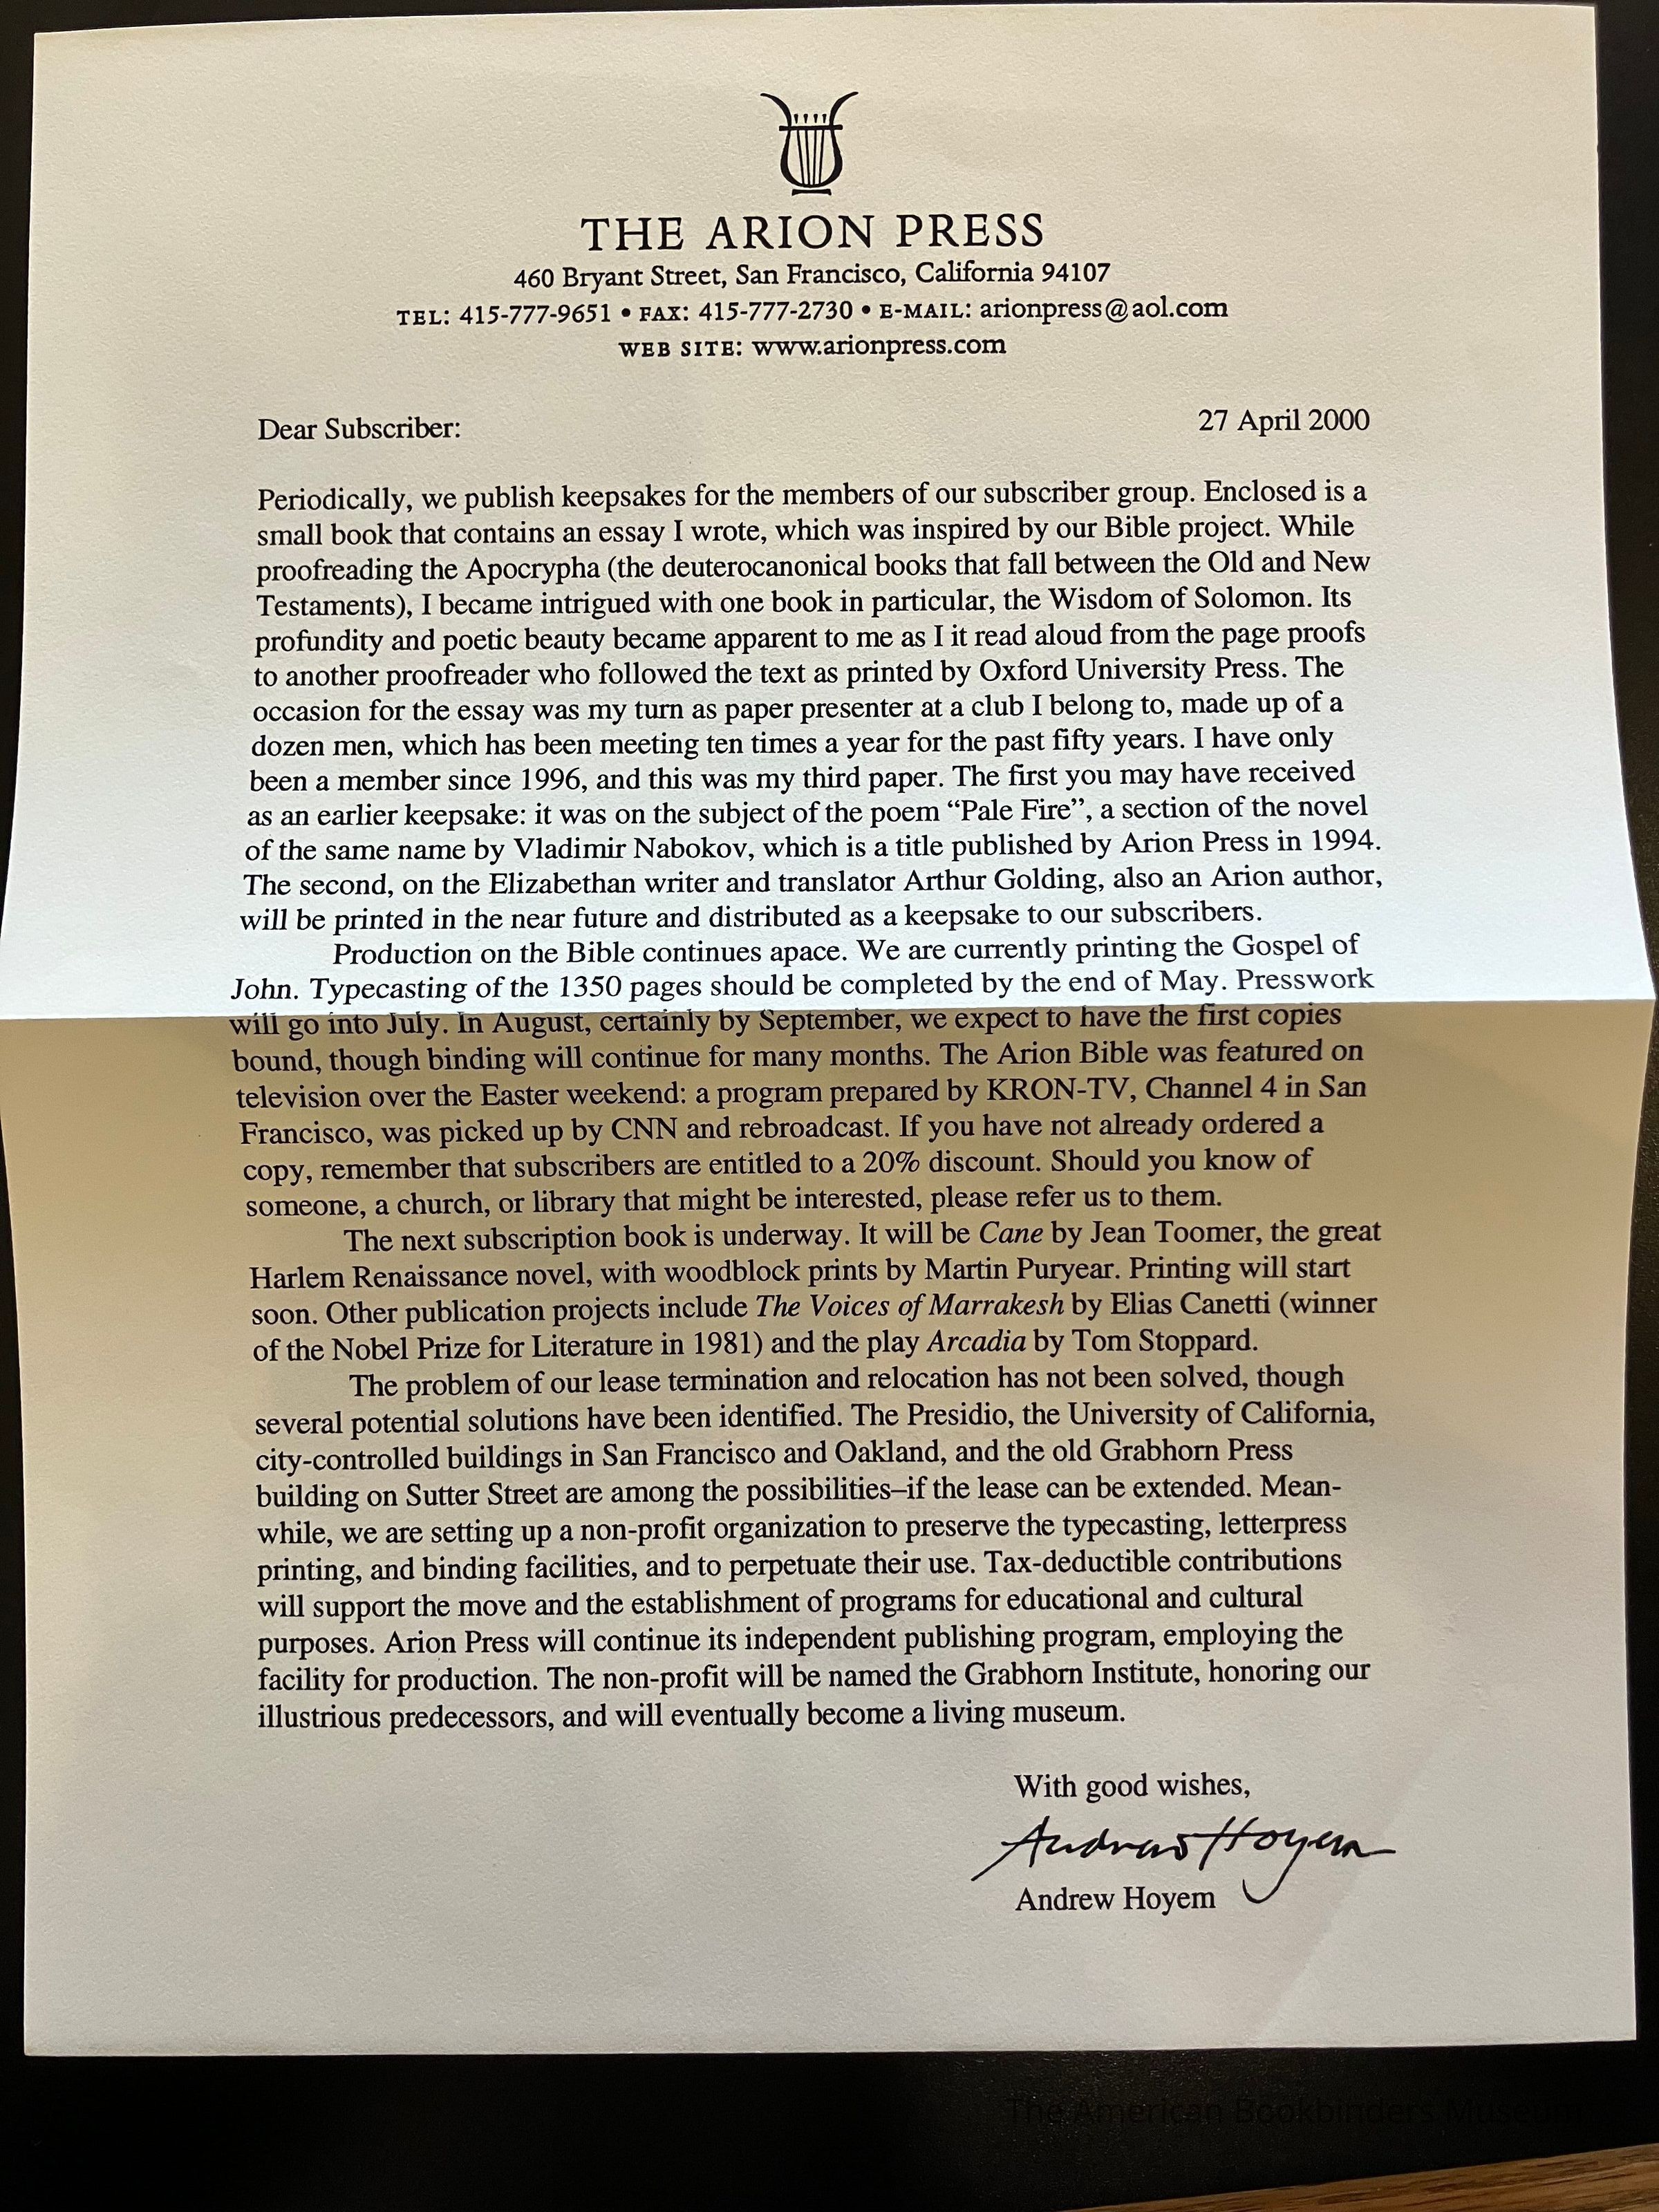 THE ARION PRESS
460 Bryant Street, San Francisco, California 94107
TEL: 415-777-9651 • FAX: 415-777-2730 • E-MAIL: arionpress@aol.com
WEB SITE: www.arionpress.com
Dear Subscriber: 27 April 2000
Periodically, we publish keepsakes for the members of our subscriber group. Enclosed is a
small book that contains an essay I wrote, which was inspired by our Bible project. While
proofreading the Apocrypha (the deuterocanonical books that fall between the Old and New
Testaments), I became intrigued with one book in particular, the Wisdom of Solomon. Its
profundity and poetic beauty became apparent to me as I it read aloud from the page proofs
to another proofreader who followed the text as printed by Oxford University Press. The
occasion for the essay was my turn as paper presenter at a club I belong to, made up of a
dozen men, which has been meeting ten times a year for the past fifty years. I have only
been a member since 1996, and this was my third paper. The first you may have received
as an earlier keepsake: it was on the subject of the poem “Pale Fire”, a section of the novel
of the same name by Vladimir Nabokov, which is a title published by Arion Press in 1994.
The second, on the Elizabethan writer and translator Arthur Golding, also an Arion author,
will be printed in the near future and distributed as a keepsake to our subscribers.
Production on the Bible continues apace. We are currently printing the Gospel of
John. Typecasting of the 1350 pages should be completed by the end of May. Presswork
will go into July. In August, certainly by September, we expect to have the first copies
bound, though binding will continue for many months. The Arion Bible was featured on
television over the Easter weekend: a program prepared by KRON-TV, Channel 4 in San
Francisco, was picked up by CNN and rebroadcast. If you have not already ordered a
copy, remember that subscribers are entitled to a 20% discount. Should you know of
someone, a church, or library that might be interested, please refer us to them.
The next subscription book is underway. It will be Cane by Jean Toomer, the great
Harlem Renaissance novel, with woodblock prints by Martin Puryear. Printing will start
soon. Other publication projects include The Voices of Marrakesh by Elias Canetti (winner
of the Nobel Prize for Literature in 1981) and the play Arcadia by Tom Stoppard.
The problem of our lease termination and relocation has not been solved, though
several potential solutions have been identified. The Presidio, the University of California,
city-controlled buildings in San Francisco and Oakland, and the old Grabhorn Press
building on Sutter Street are among the possibilities–if the lease can be extended. Mean-
while, we are setting up a non-profit organization to preserve the typecasting, letterpress
printing, and binding facilities, and to perpetuate their use. Tax-deductible contributions
will support the move and the establishment of programs for educational and cultural
purposes. Arion Press will continue its independent publishing program, employing the
facility for production. The non-profit will be named the Grabhorn Institute, honoring our
illustrious predecessors, and will eventually become a living museum.
With good wishes,
Andrew Hoyem
Andrew Hoyem
The American Bookbinders Museum